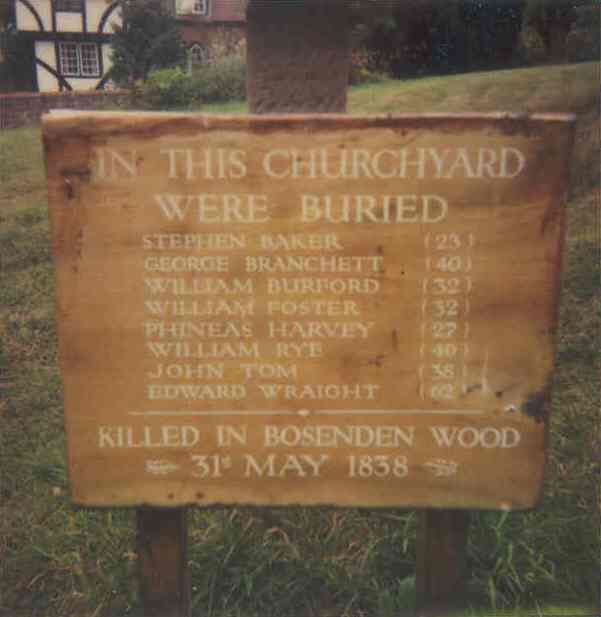 IN THIS CHURCHYARD
WERE BURIED
STEPHEN BAKER (23)
GEORGE BRANCHETT (40)
WILLIAM BURFORD (32)
WILLIAM FOSTER (32)
PHINEAS HARVEY (27)
WILLIAM RYE (40)
JOHN TOM (38)
EDWARD WRAIGHT (62)
KILLED IN BOSENDEN WOOD
31st MAY 1838